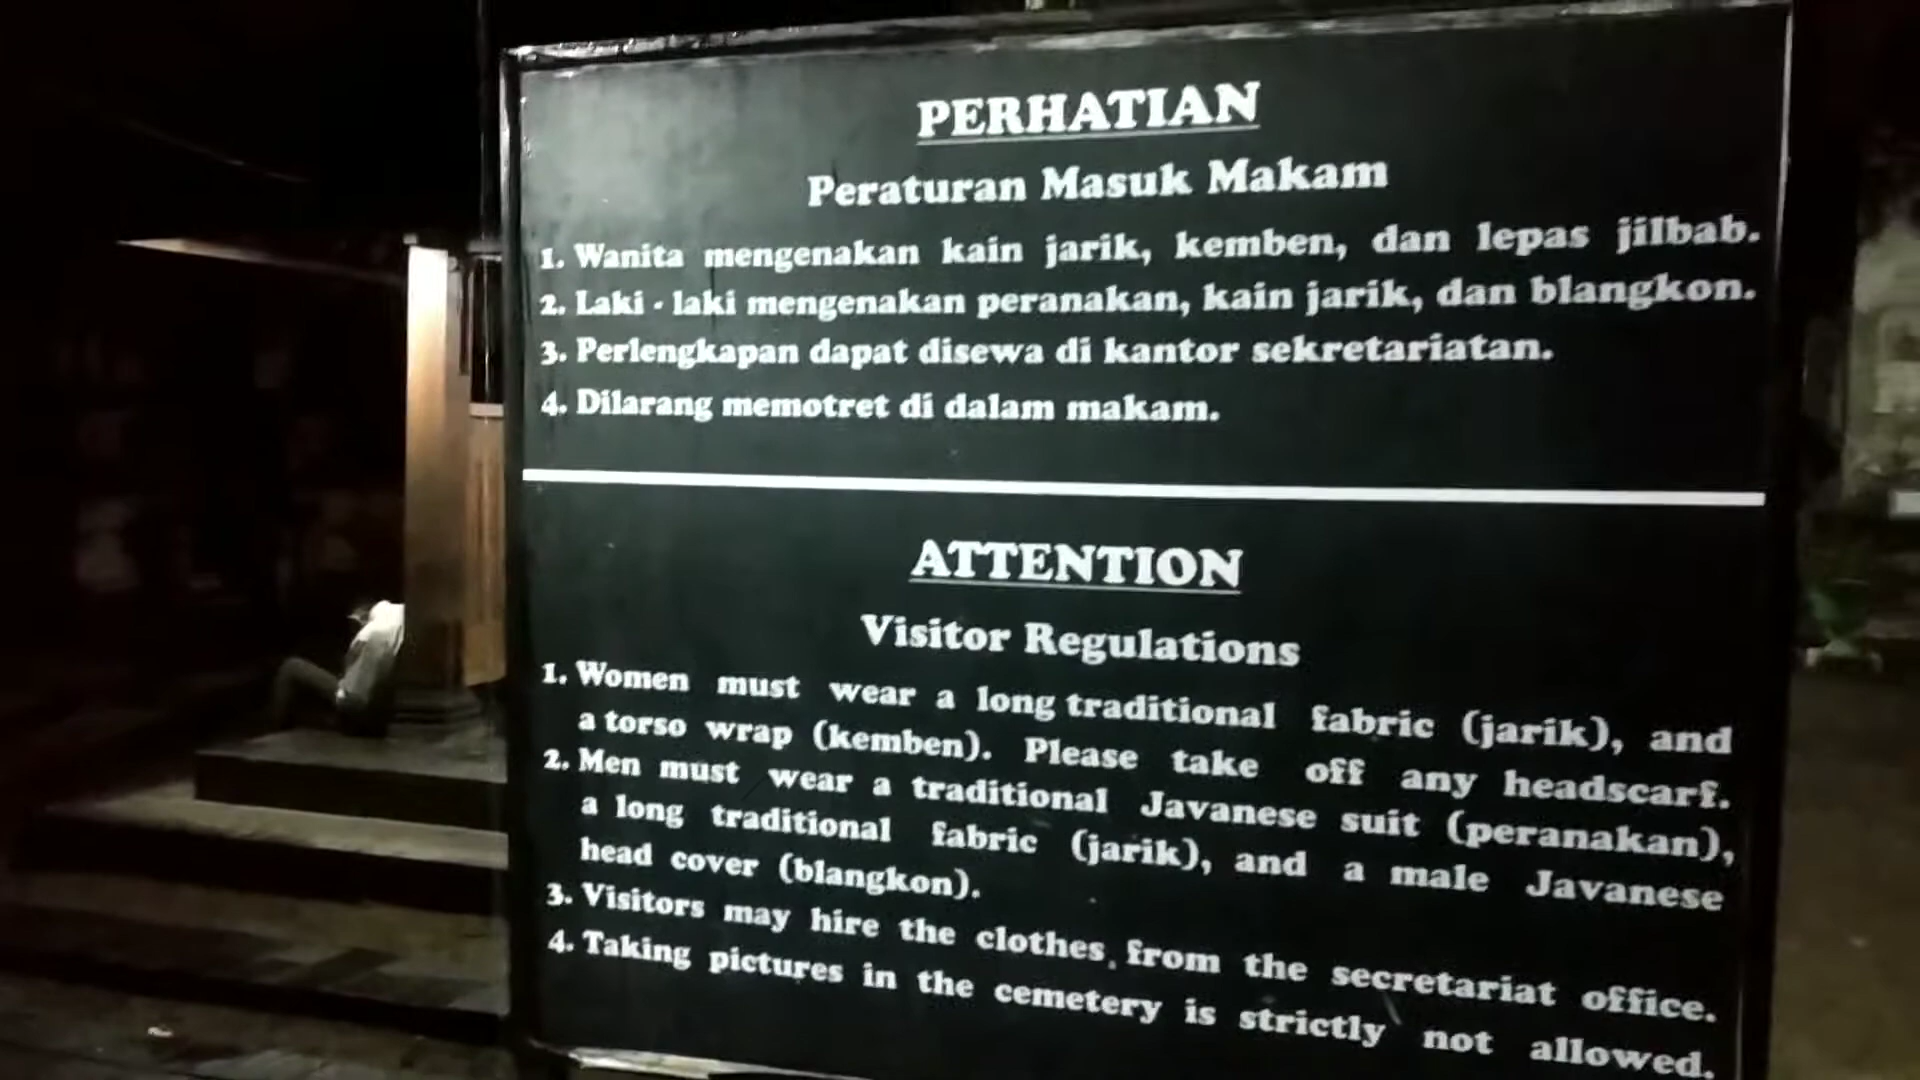 PERHATIAN
Peraturan Masuk Makam
1. Wanita mengenakan kain jarik, kemben, dan lepas jilbab.
2. Laki - laki mengenakan peranakan, kain jarik, dan blangkon.
3. Perlengkapan dapat disewa di kantor sekretariatan.
4. Dilarang memotret di dalam makam.
ATTENTION
Visitor Regulations
1. Women must wear a long traditional fabric (jarik), and
a torso wrap (kemben). Please take off any headscarf.
2. Men must wear a traditional Javanese suit (peranakan),
a long traditional fabric (jarik), and a male Javanese
head cover (blangkon).
3. Visitors may hire the clothes from the secretariat office.
4. Taking pictures in the cemetery is strictly not allowed.